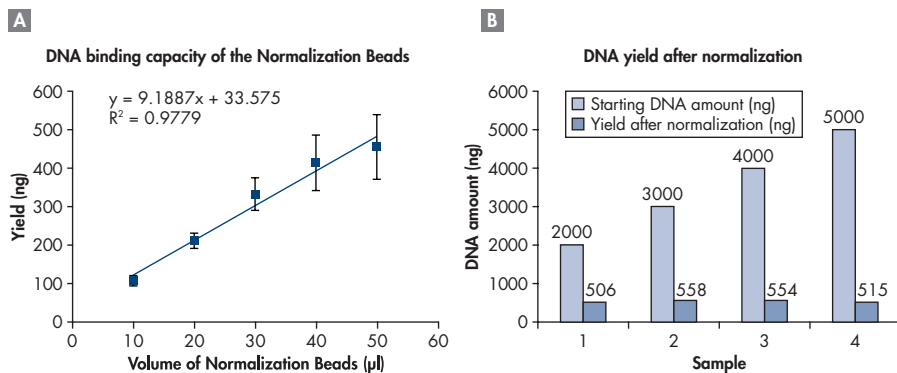 A
DNA binding capacity of the Normalization Beads
y = 9.1887x + 33.575
R² = 0.9779
Yield (ng)
600
500
400
300
200
100
0
0 10 20 30 40 50 60
Volume of Normalization Beads (µl)
B
DNA yield after normalization
Starting DNA amount (ng)
Yield after normalization (ng)
DNA amount (ng)
6000
5000
4000
3000
2000
1000
0
2000
506
3000
558
4000
554
5000
515
1 2 3 4
Sample